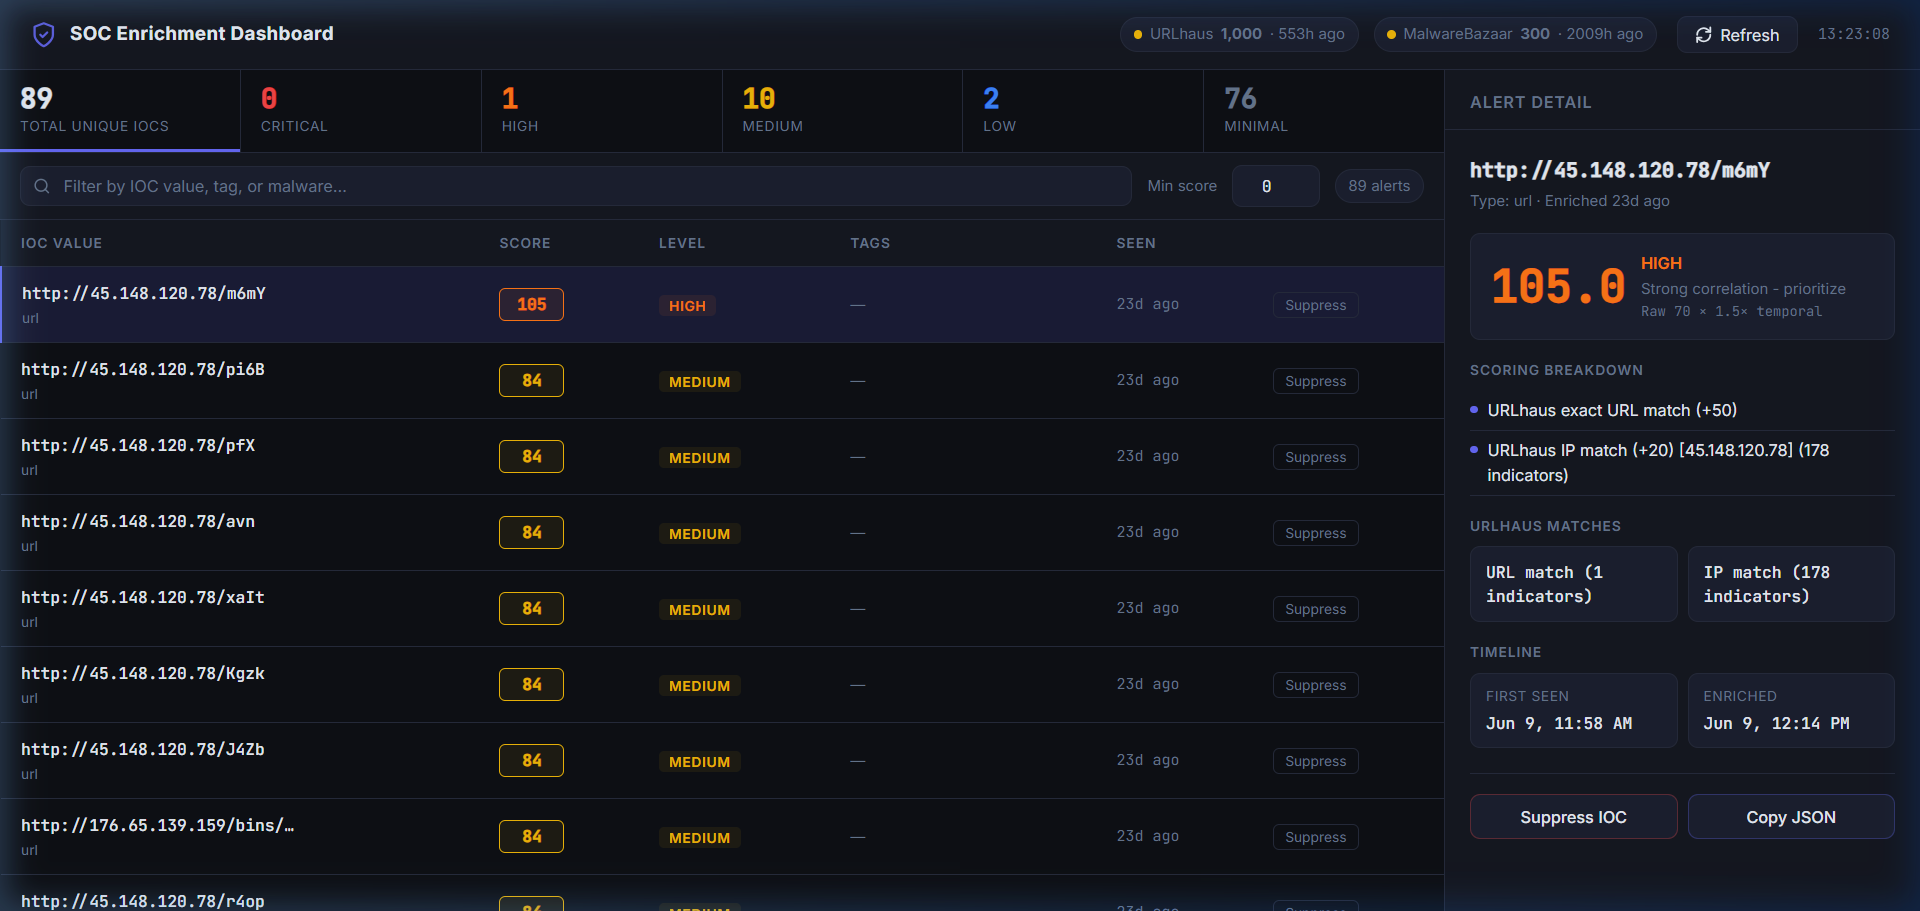 SOC Enrichment Dashboard
URLhaus 1,000 · 553h ago
MalwareBazaar 300 · 2009h ago
Refresh
13:23:08
89
TOTAL UNIQUE IOCS
0
CRITICAL
1
HIGH
10
MEDIUM
2
LOW
76
MINIMAL
Filter by IOC value, tag, or malware...
Min score
0
89 alerts
IOC VALUE SCORE LEVEL TAGS SEEN
http://45.148.120.78/m6mY
url
105 HIGH — 23d ago Suppress
http://45.148.120.78/pi6B
url
84 MEDIUM — 23d ago Suppress
http://45.148.120.78/pfX
url
84 MEDIUM — 23d ago Suppress
http://45.148.120.78/avn
url
84 MEDIUM — 23d ago Suppress
http://45.148.120.78/xaIt
url
84 MEDIUM — 23d ago Suppress
http://45.148.120.78/Kgzk
url
84 MEDIUM — 23d ago Suppress
http://45.148.120.78/J4Zb
url
84 MEDIUM — 23d ago Suppress
http://176.65.139.159/bins/…
url
84 MEDIUM — 23d ago Suppress
http://45.148.120.78/r4op
84 MEDIUM 23d ago
ALERT DETAIL
http://45.148.120.78/m6mY
Type: url · Enriched 23d ago
105.0
HIGH
Strong correlation - prioritize
Raw 70 × 1.5× temporal
SCORING BREAKDOWN
URLhaus exact URL match (+50)
URLhaus IP match (+20) [45.148.120.78] (178
indicators)
URLHAUS MATCHES
URL match (1
indicators)
IP match (178
indicators)
TIMELINE
FIRST SEEN
Jun 9, 11:58 AM
ENRICHED
Jun 9, 12:14 PM
Suppress IOC
Copy JSON